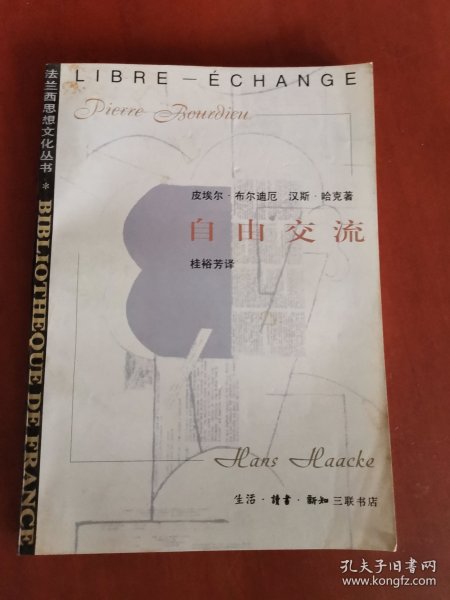 LIBRE — ÉCHANGE
Pierre Bourdieu
法兰西思想文化丛书 * BIBLIOTHEQUE DE FRANCE
皮埃尔·布尔迪厄 汉斯·哈克著
自由交流
桂裕芳译
Hans Haacke
生活·讀書·新知三联书店
孔夫子旧书网
www.kongfz.com